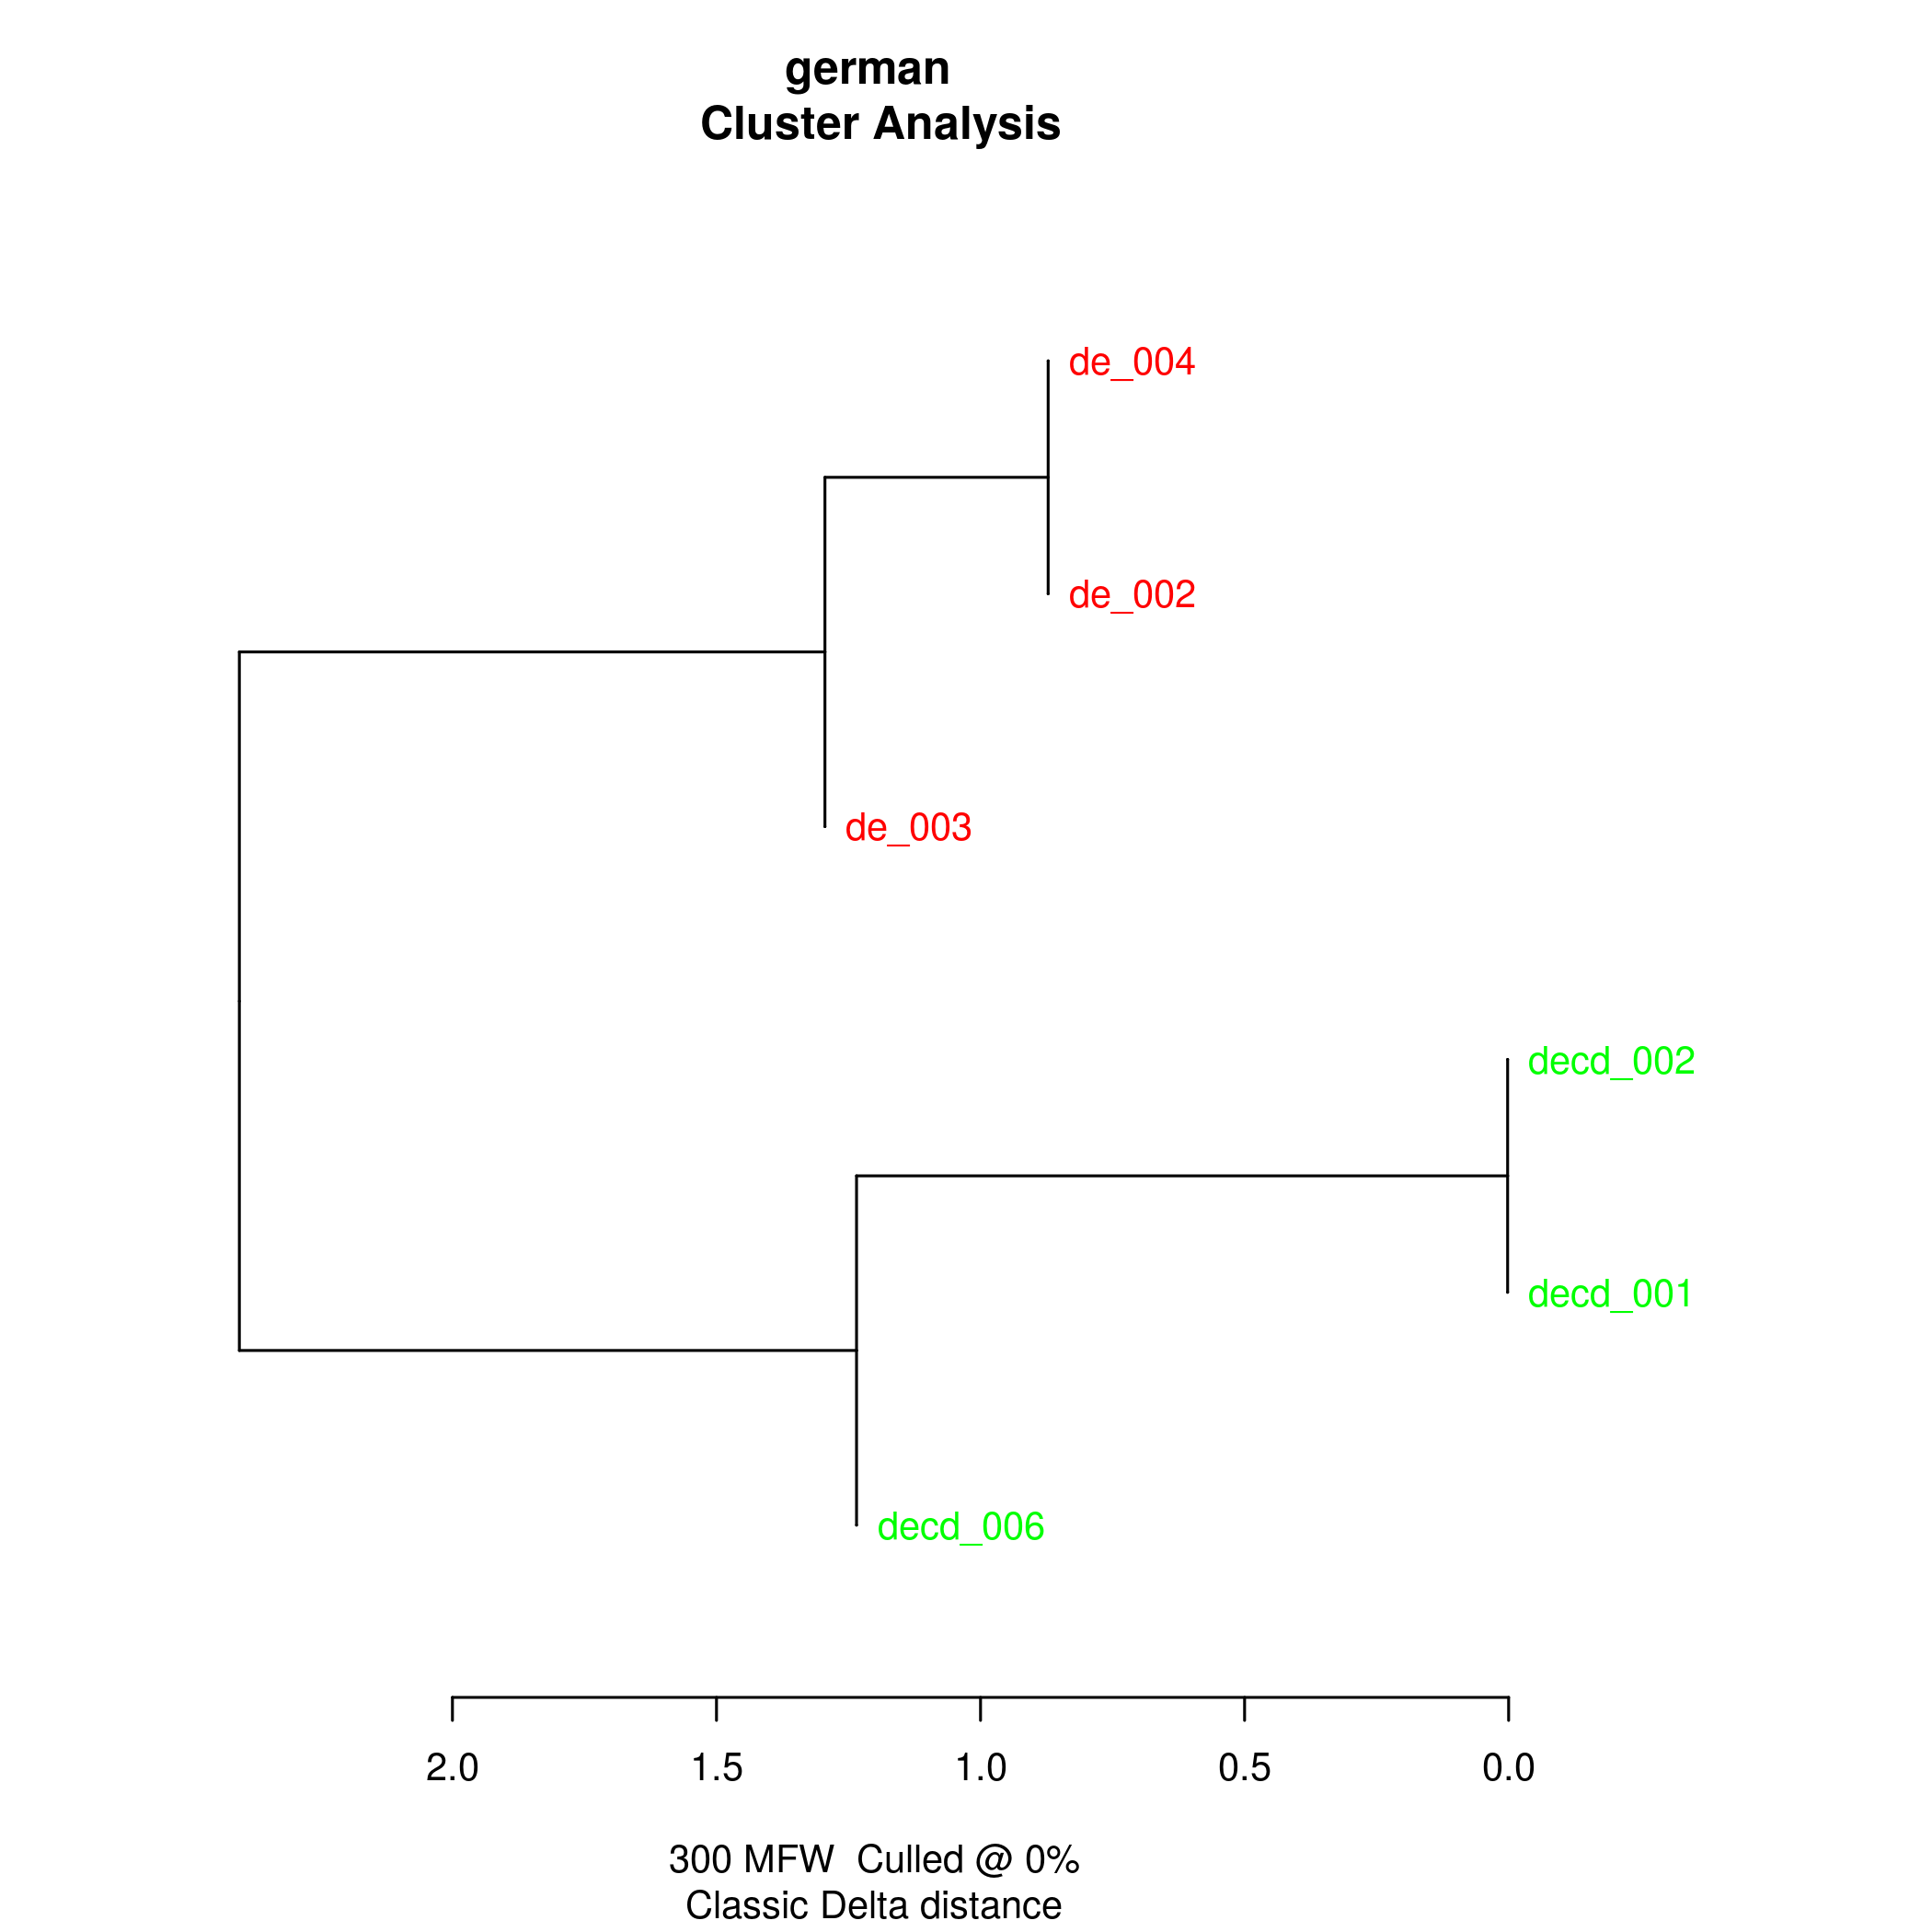 german
Cluster Analysis
de_004
de_002
de_003
decd_002
decd_001
decd_006
2.0 1.5 1.0 0.5 0.0
300 MFW  Culled @ 0%
Classic Delta distance